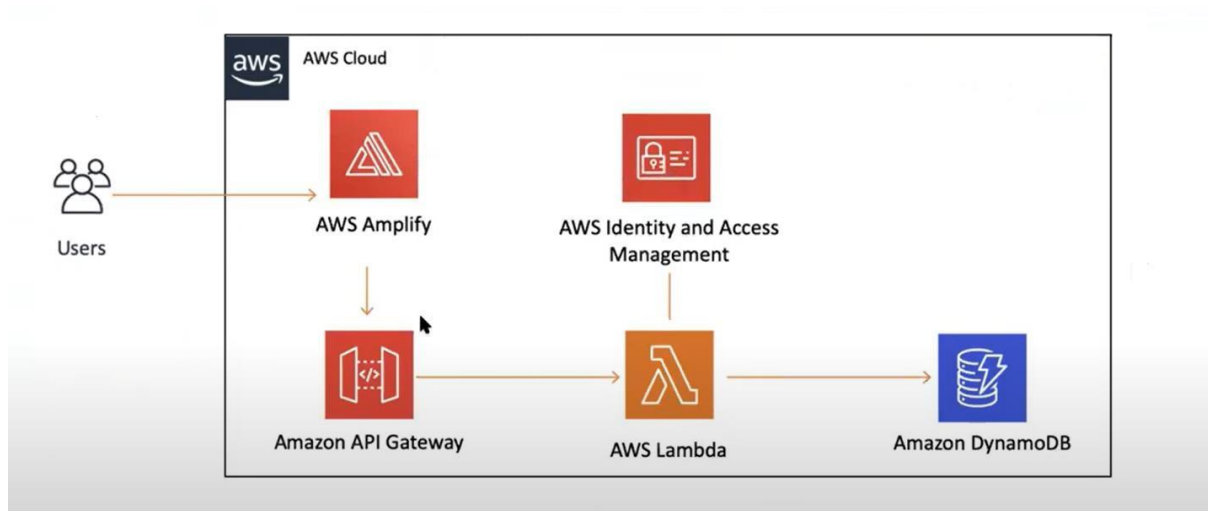 aws
AWS Cloud
Users
AWS Amplify
AWS Identity and Access
Management
</>
Amazon API Gateway
AWS Lambda
Amazon DynamoDB